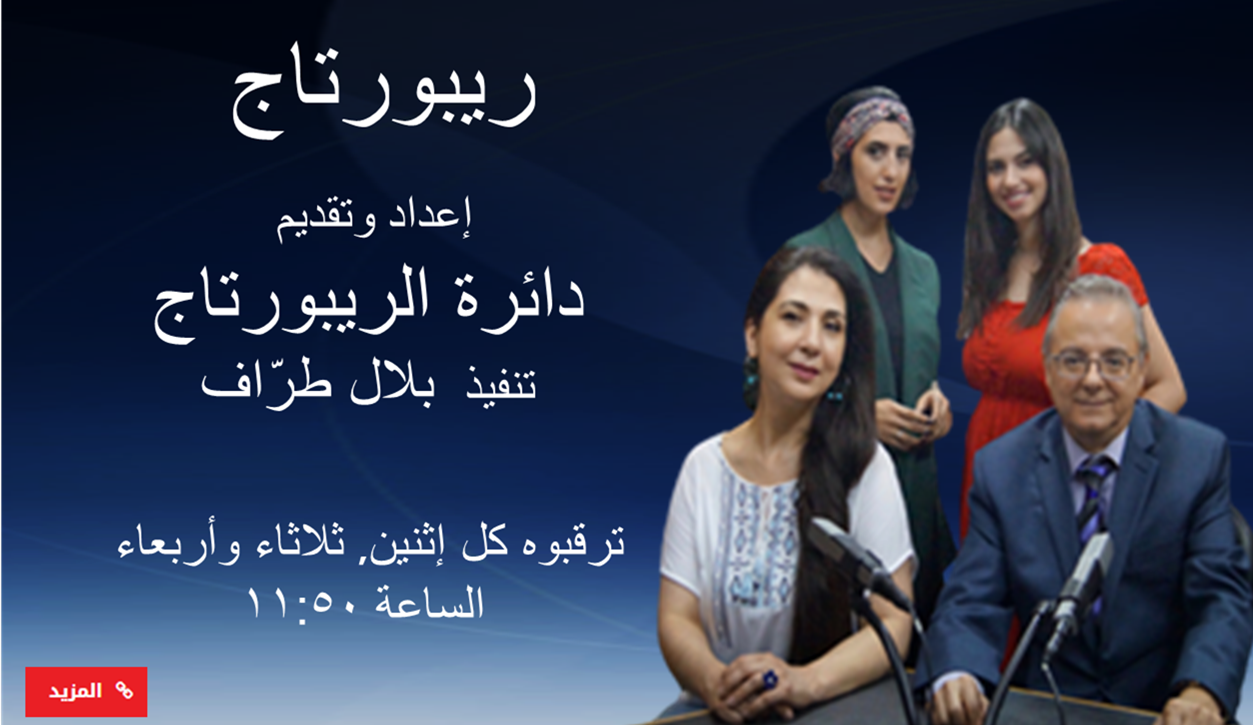 ريبورتاج
إعداد وتقديم
دائرة الريبورتاج
تنفيذ بلال طرّاف
ترقبوه كل إثنين, ثلاثاء وأربعاء
الساعة ١١:٥٠
المزيد